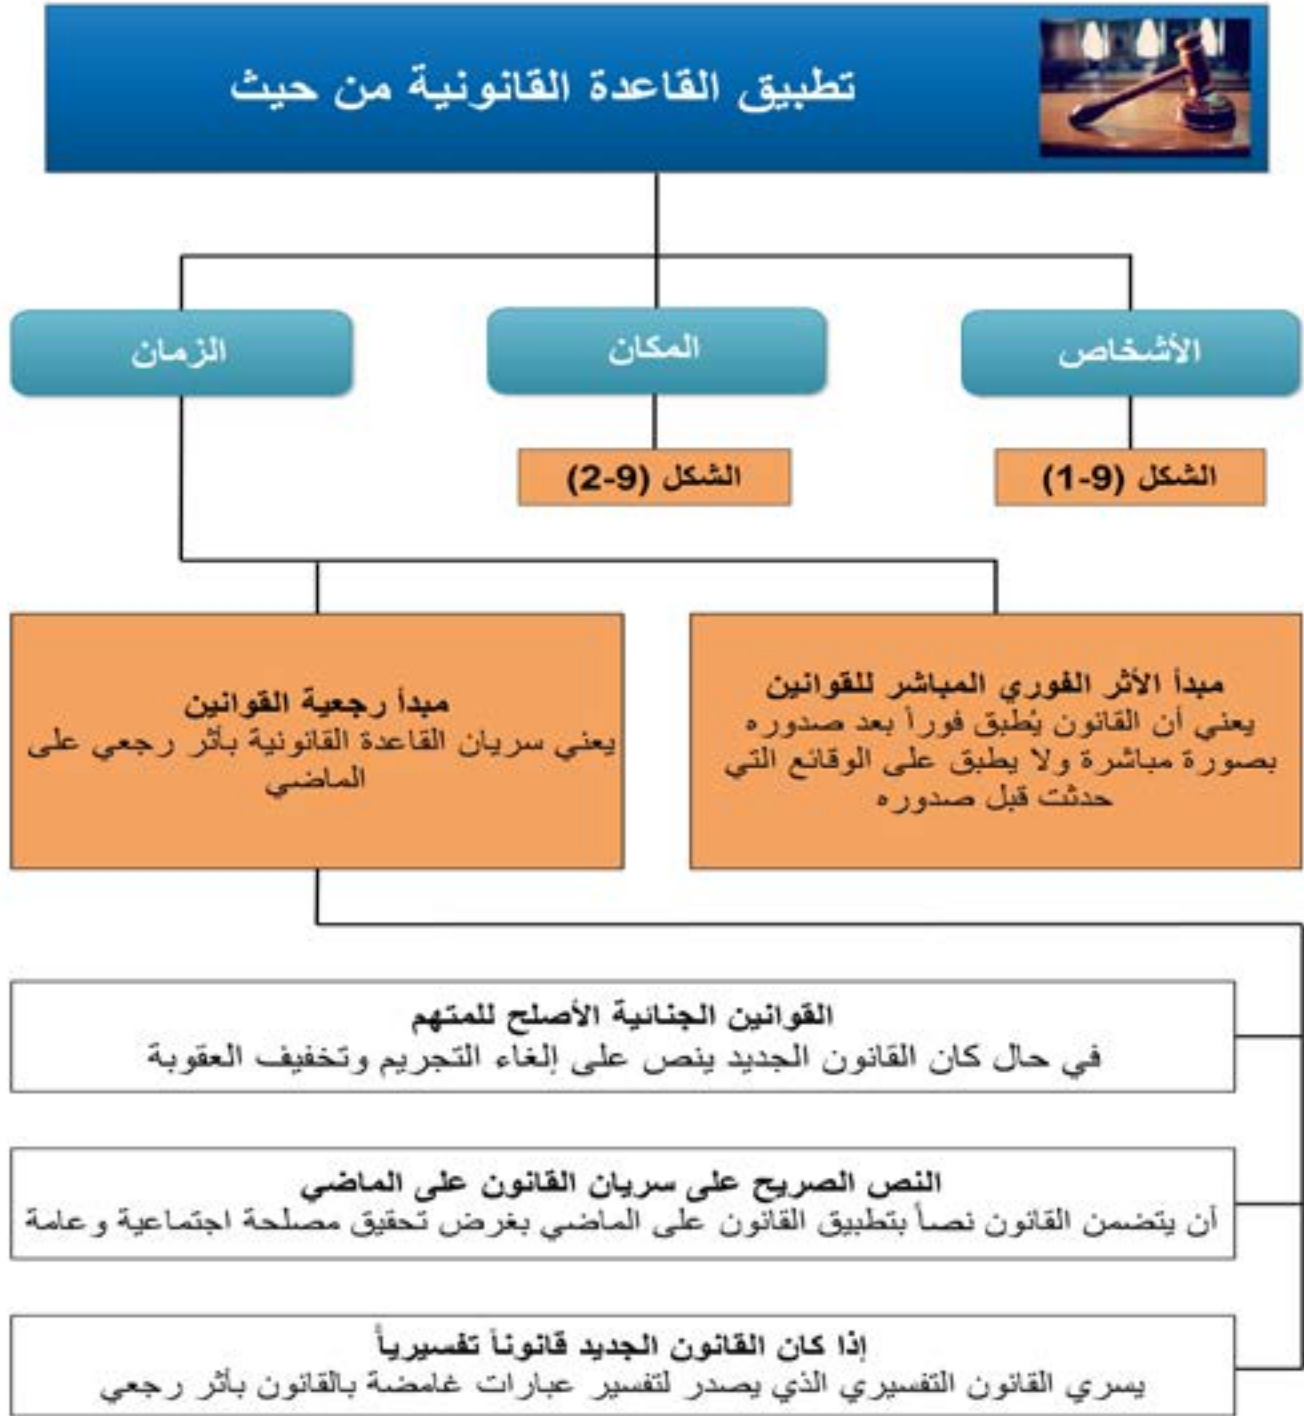 تطبيق القاعدة القانونية من حيث
الأشخاص
المكان
الزمان
الشكل (9-1)
الشكل (9-2)
مبدأ الأثر الفوري المباشر للقوانين
يعني أن القانون يُطبق فوراً بعد صدوره
بصورة مباشرة ولا يطبق على الوقائع التي
حدثت قبل صدوره
مبدأ رجعية القوانين
يعني سريان القاعدة القانونية بأثر رجعي على
الماضي
القوانين الجنائية الأصلح للمتهم
في حال كان القانون الجديد ينص على إلغاء التجريم وتخفيف العقوبة
النص الصريح على سريان القانون على الماضي
أن يتضمن القانون نصاً بتطبيق القانون على الماضي بغرض تحقيق مصلحة اجتماعية وعامة
إذا كان القانون الجديد قانوناً تفسيرياً
يسري القانون التفسيري الذي يصدر لتفسير عبارات غامضة بالقانون بأثر رجعي